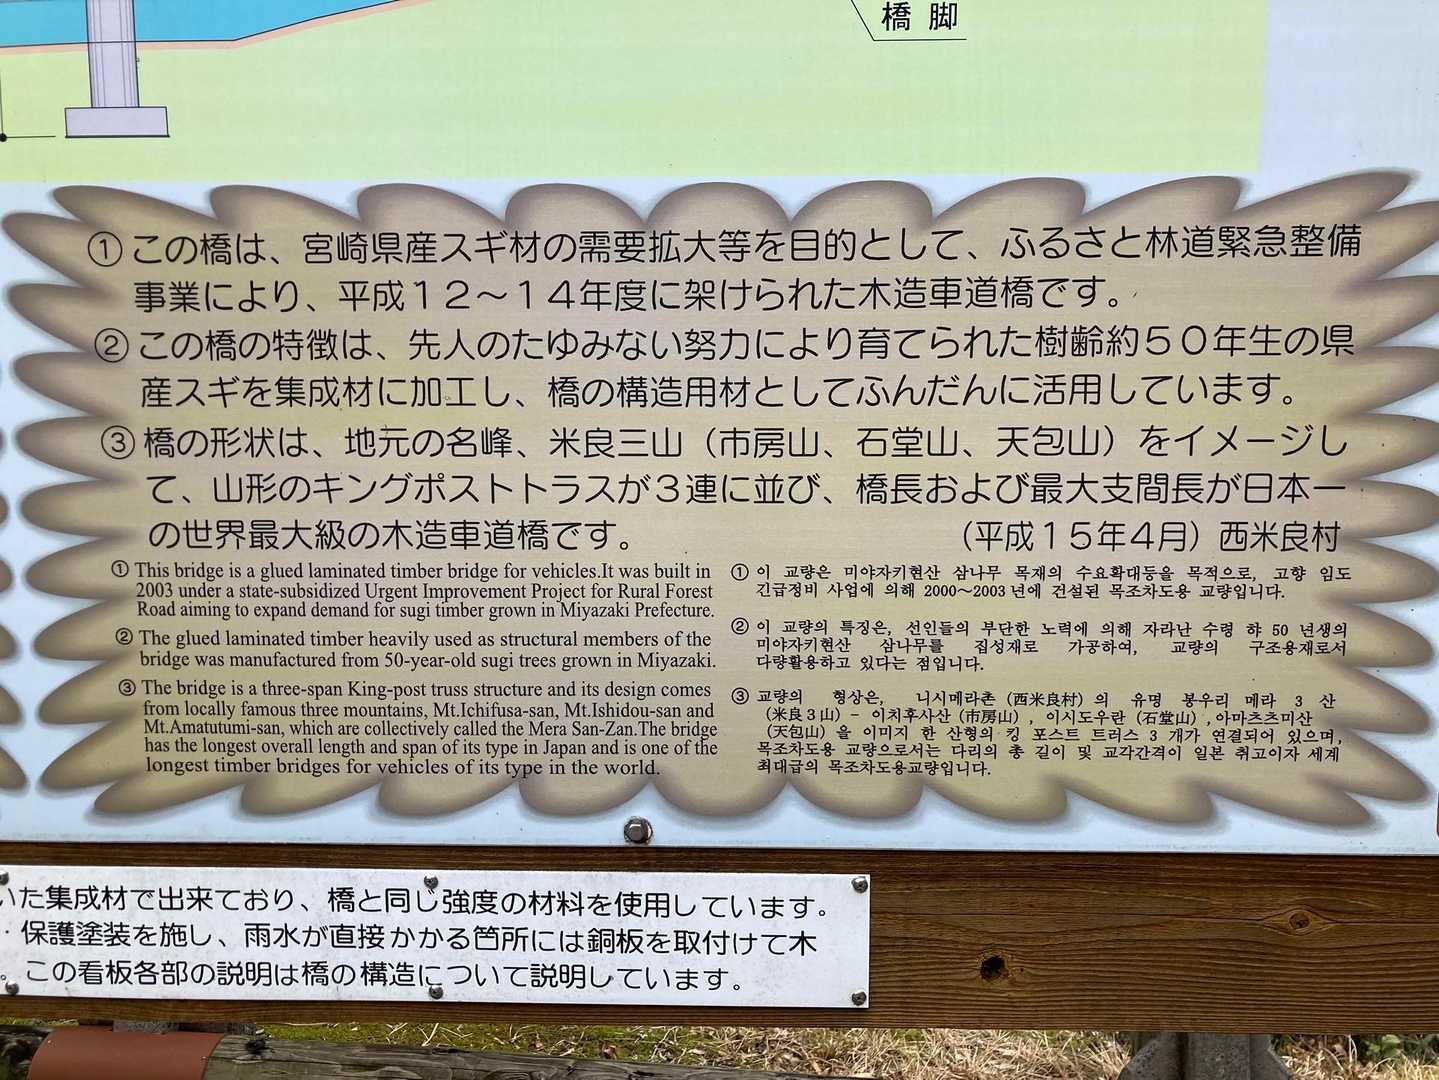 橋脚
① この橋は、宮崎県産スギ材の需要拡大等を目的として、ふるさと林道緊急整備
事業により、平成１２～１４年度に架けられた木造車道橋です。
② この橋の特徴は、先人のたゆみない努力により育てられた樹齢約５０年生の県
産スギを集成材に加工し、橋の構造用材としてふんだんに活用しています。
③ 橋の形状は、地元の名峰、米良三山（市房山、石堂山、天包山）をイメージし
て、山形のキングポストトラスが３連に並び、橋長および最大支間長が日本一
の世界最大級の木造車道橋です。
（平成１５年４月）西米良村
① This bridge is a glued laminated timber bridge for vehicles.It was built in
2003 under a state-subsidized Urgent Improvement Project for Rural Forest
Road aiming to expand demand for sugi timber grown in Miyazaki Prefecture.
② The glued laminated timber heavily used as structural members of the
bridge was manufactured from 50-year-old sugi trees grown in Miyazaki.
③ The bridge is a three-span King-post truss structure and its design comes
from locally famous three mountains, Mt.Ichifusa-san, Mt.Ishidou-san and
Mt.Amatutumi-san, which are collectively called the Mera San-Zan.The bridge
has the longest overall length and span of its type in Japan and is one of the
longest timber bridges for vehicles of its type in the world.
① 이 교량은 미야자키현산 삼나무 목재의 수요확대등을 목적으로, 고향 임도
긴급정비 사업에 의해 2000～2003년에 건설된 목조차도용 교량입니다.
② 이 교량의 특징은, 선인들의 부단한 노력에 의해 자라난 수령 햐 50 년생의
미야자키현산 삼나무를 집성재로 가공하여, 교량의 구조용재로서
다량활용하고 있다는 점입니다.
③ 교량의 형상은, 니시메라촌 (西米良村) 의 유명 봉우리 메라 3 산
(米良３山) - 이치후사산 (市房山) , 이시도우란 (石堂山) , 아마츠츠미산
(天包山) 을 이미지 한 산형의 킹 포스트 트러스 3 개가 연결되어 있으며,
목조차도용 교량으로서는 다리의 총 길이 및 교각간격이 일본 취고이자 세계
최대급의 목조차도용교량입니다.
いた集成材で出来ており、橋と同じ強度の材料を使用しています。
・保護塗装を施し、雨水が直接かかる箇所には銅板を取付けて木
。この看板各部の説明は橋の構造について説明しています。